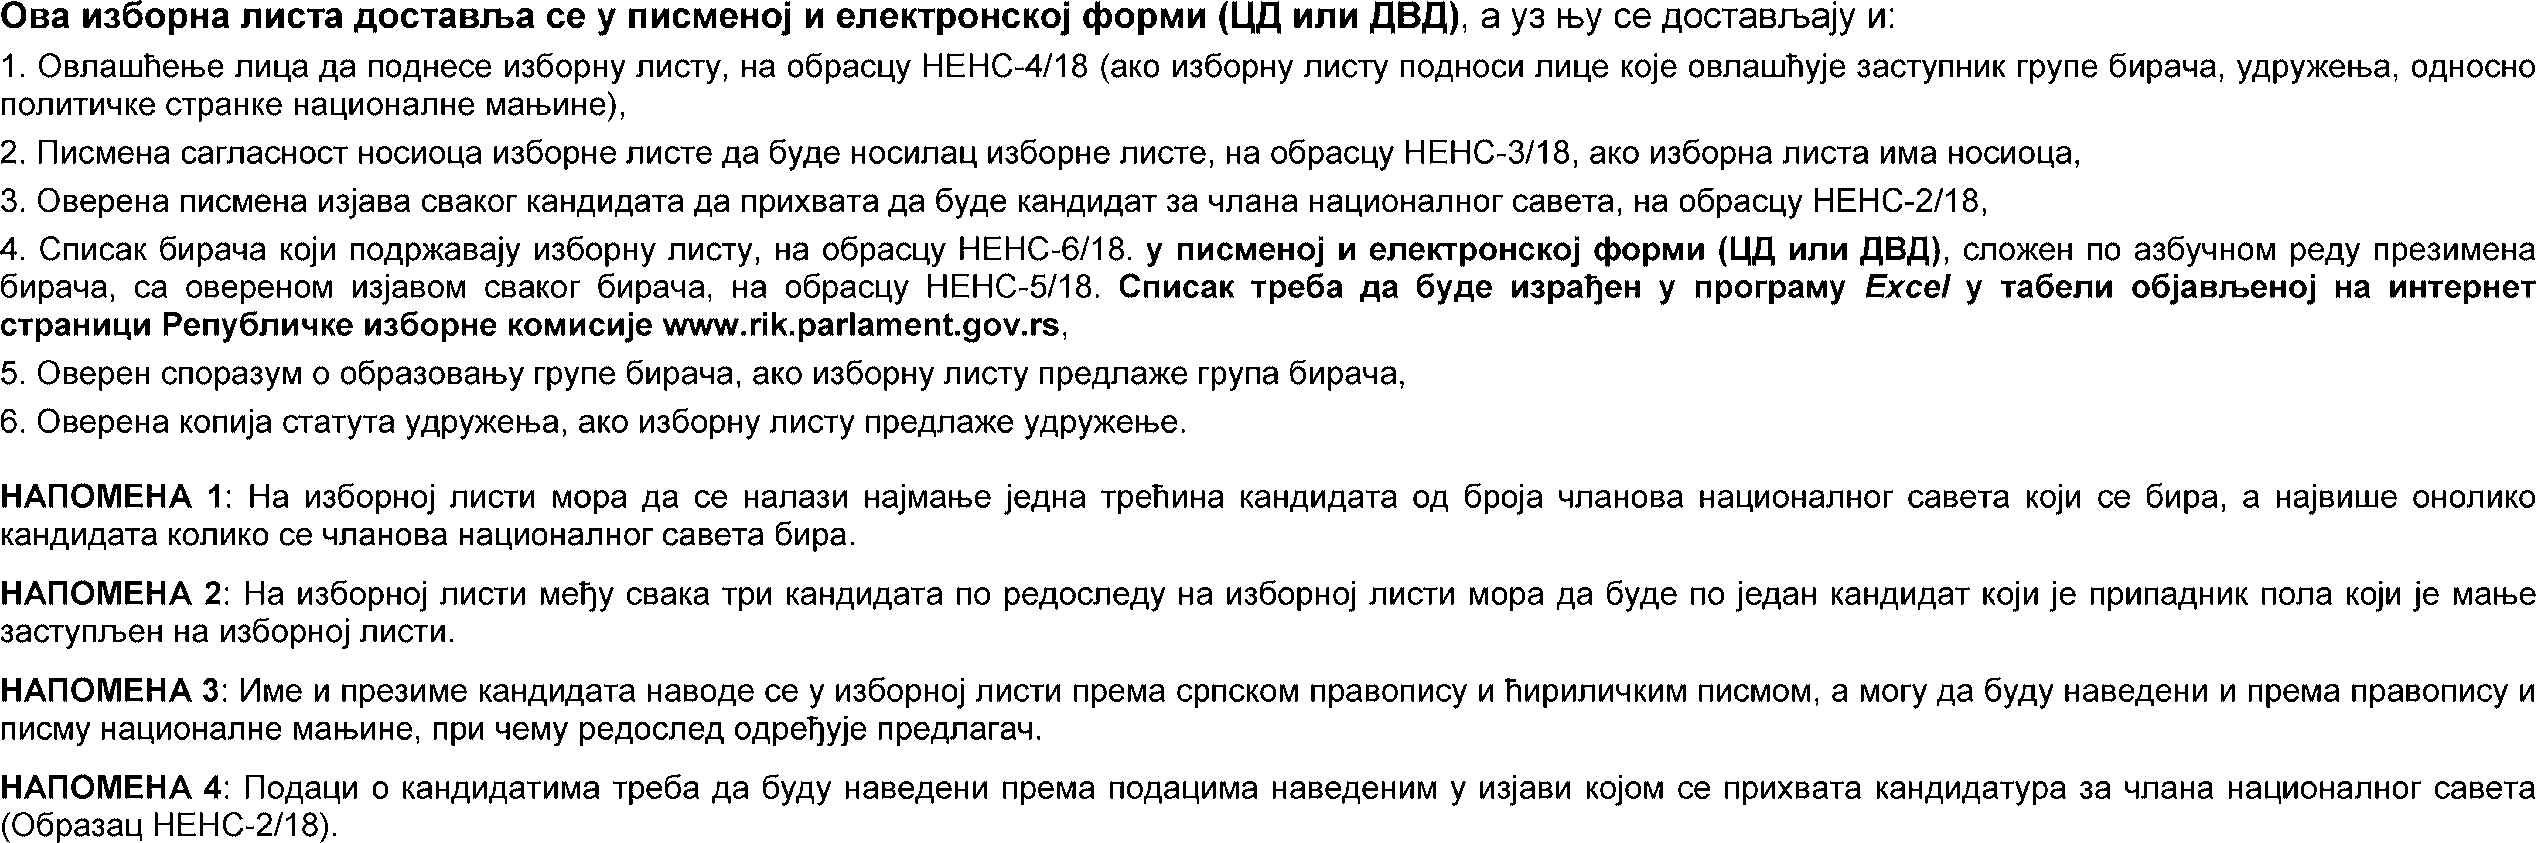 Ова изборна листа доставља се у писменој и електронској форми (ЦД или ДВД), а уз њу се достављају и:
1. Овлашћење лица да поднесе изборну листу, на обрасцу НЕНС-4/18 (ако изборну листу подноси лице које овлашћује заступник групе бирача, удружења, односно
политичке странке националне мањине),
2. Писмена сагласност носиоца изборне листе да буде носилац изборне листе, на обрасцу НЕНС-3/18, ако изборна листа има носиоца,
3. Оверена писмена изјава сваког кандидата да прихвата да буде кандидат за члана националног савета, на обрасцу НЕНС-2/18,
4. Списак бирача који подржавају изборну листу, на обрасцу НЕНС-6/18. у писменој и електронској форми (ЦД или ДВД), сложен по азбучном реду презимена
бирача, са овереном изјавом сваког бирача, на обрасцу НЕНС-5/18. Списак треба да буде израђен у програму Excel у табели објављеној на интернет
страници Републичке изборне комисије www.rik.parlament.gov.rs,
5. Оверен споразум о образовању групе бирача, ако изборну листу предлаже група бирача,
6. Оверена копија статута удружења, ако изборну листу предлаже удружење.
НАПОМЕНА 1: На изборној листи мора да се налази најмање једна трећина кандидата од броја чланова националног савета који се бира, а највише онолико
кандидата колико се чланова националног савета бира.
НАПОМЕНА 2: На изборној листи међу свака три кандидата по редоследу на изборној листи мора да буде по један кандидат који је припадник пола који је мање
заступљен на изборној листи.
НАПОМЕНА 3: Име и презиме кандидата наводе се у изборној листи према српском правопису и ћириличким писмом, а могу да буду наведени и према правопису и
писму националне мањине, при чему редослед одређује предлагач.
НАПОМЕНА 4: Подаци о кандидатима треба да буду наведени према подацима наведеним у изјави којом се прихвата кандидатура за члана националног савета
(Образац НЕНС-2/18).